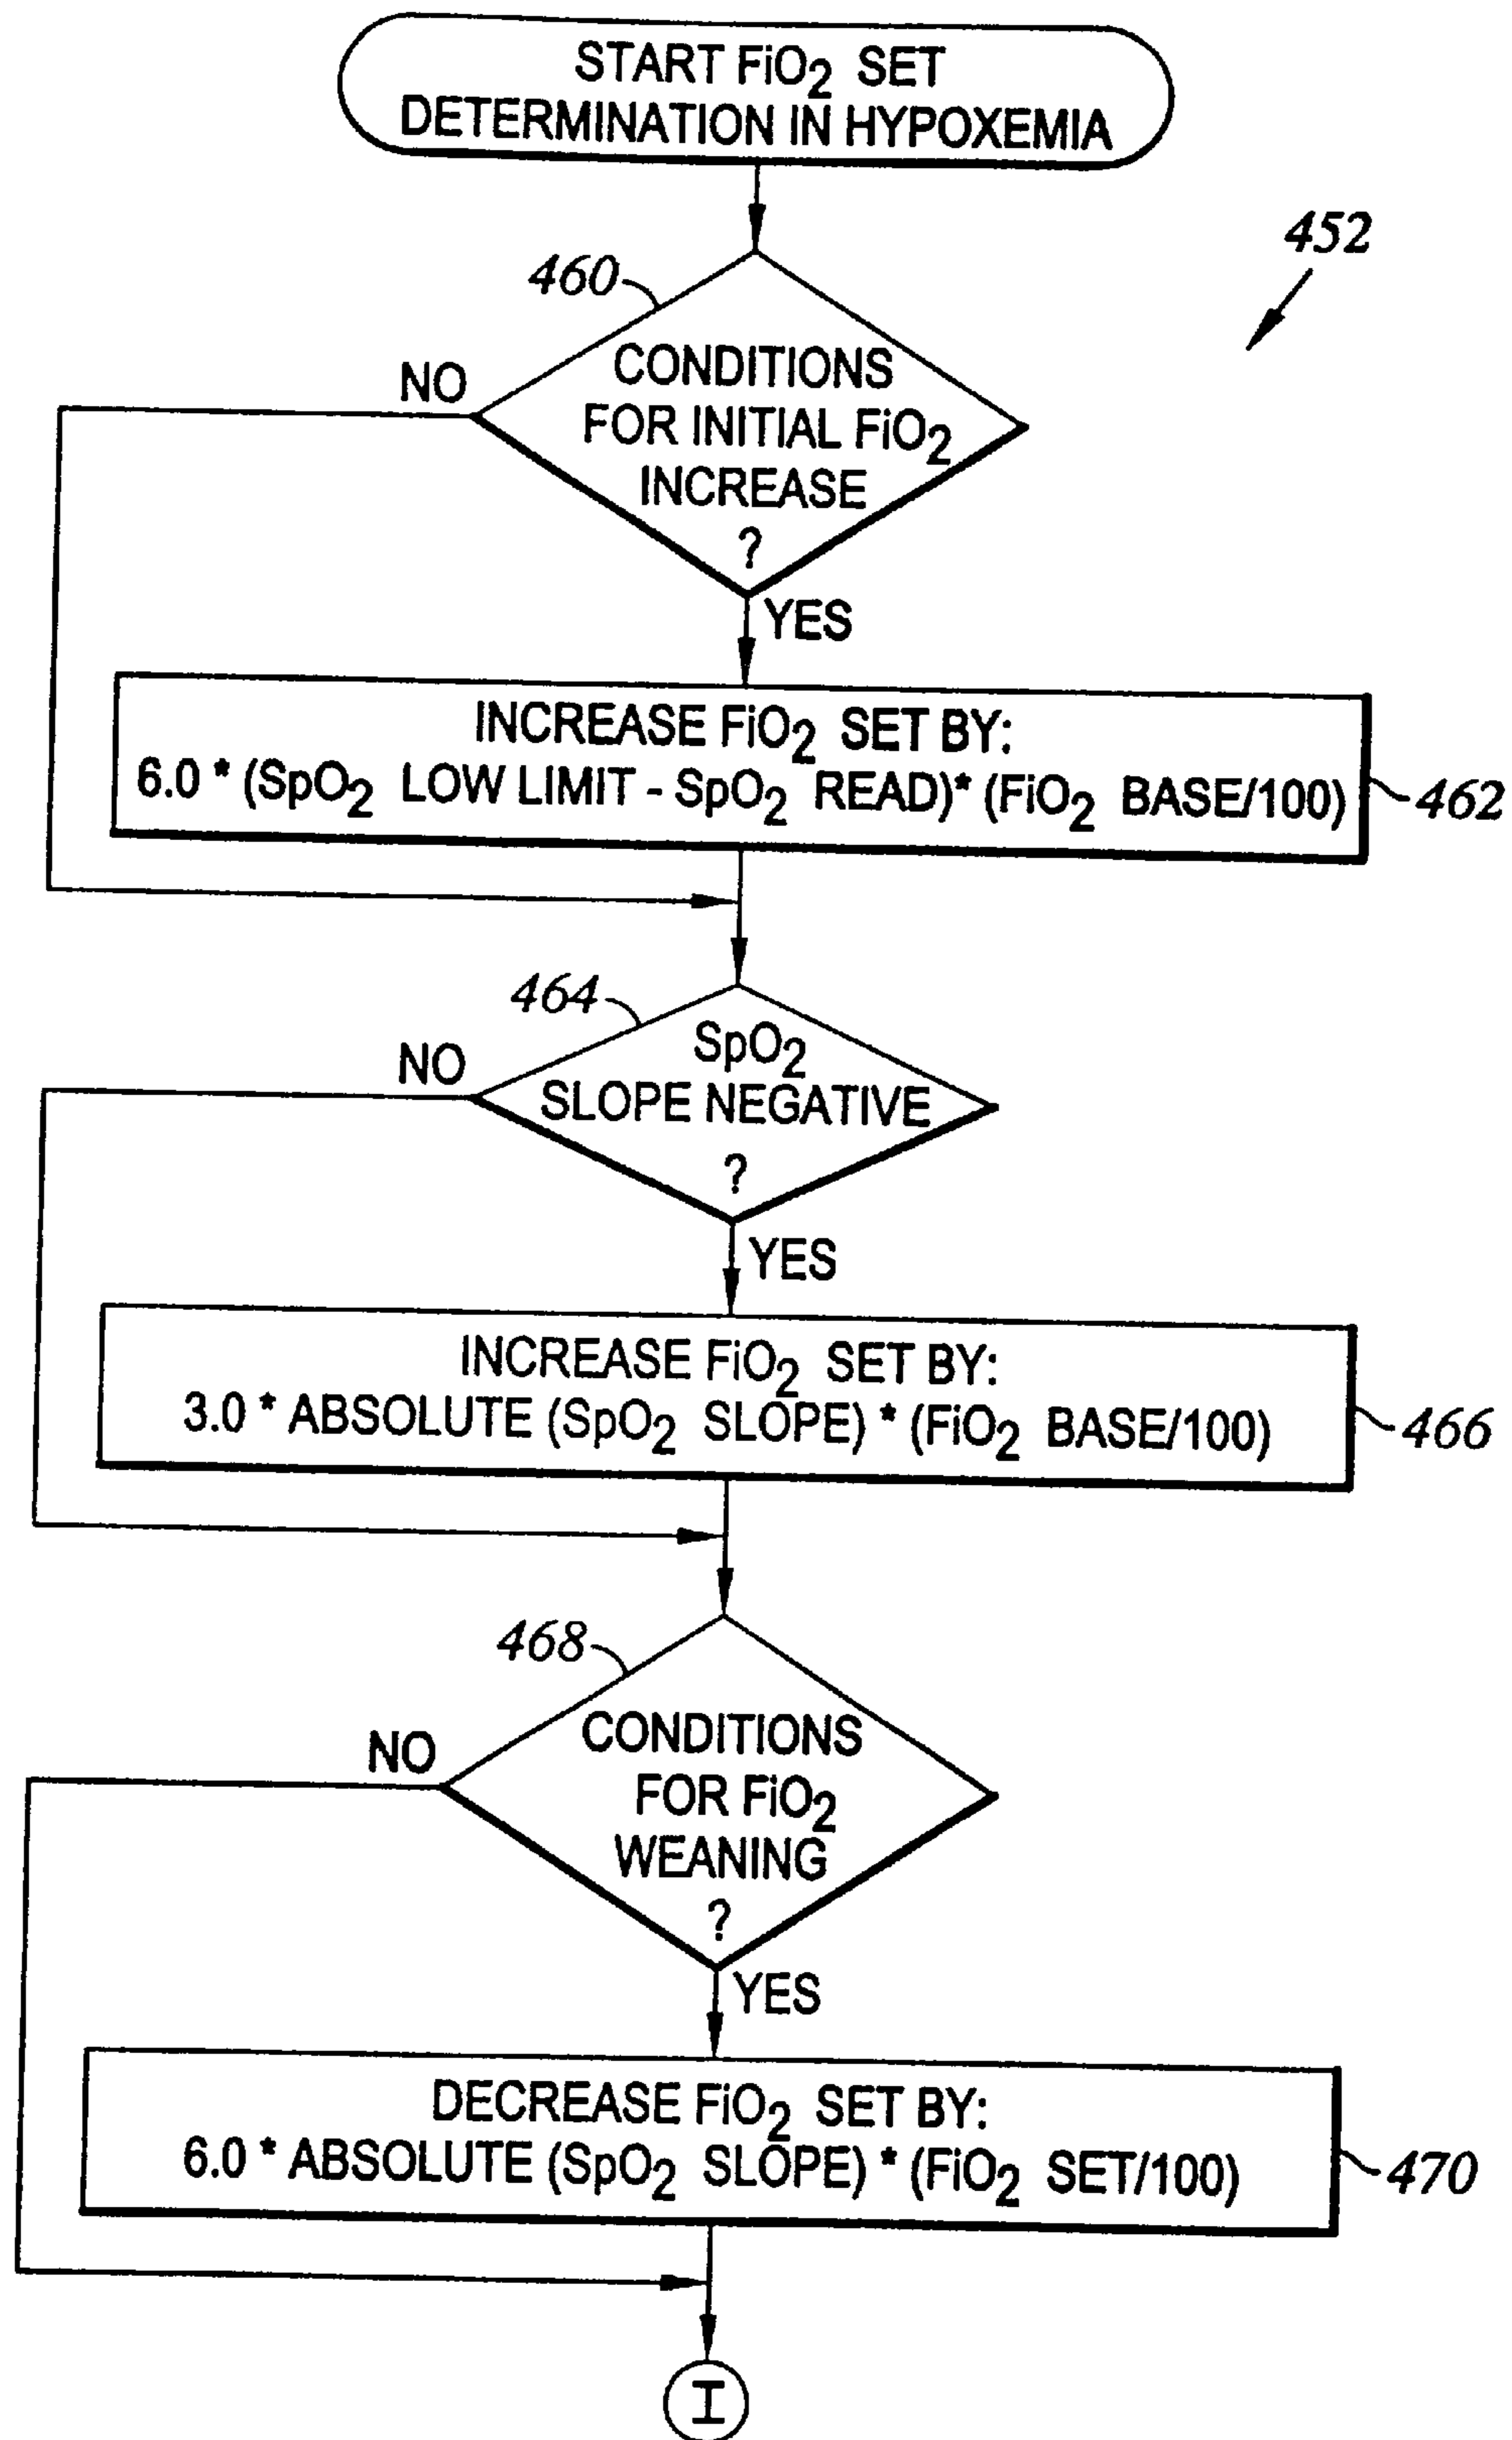 START FiO2 SET
DETERMINATION IN HYPOXEMIA
452
460
NO
CONDITIONS
FOR INITIAL FiO2
INCREASE
?
YES
INCREASE FiO2 SET BY:
6.0 * (SpO2 LOW LIMIT - SpO2 READ)* (FiO2 BASE/100)
462
464
NO
SpO2
SLOPE NEGATIVE
?
YES
INCREASE FiO2 SET BY:
3.0 * ABSOLUTE (SpO2 SLOPE) * (FiO2 BASE/100)
466
468
NO
CONDITIONS
FOR FiO2
WEANING
?
YES
DECREASE FiO2 SET BY:
6.0 * ABSOLUTE (SpO2 SLOPE) * (FiO2 SET/100)
470
I